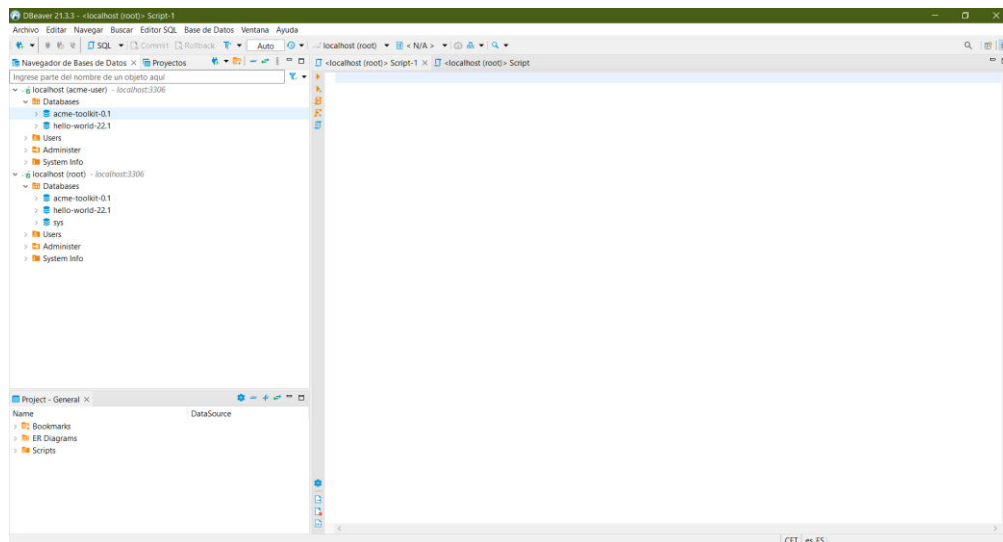 DBeaver 21.3.3 - <localhost (root)> Script-1
Archivo Editar Navegar Buscar Editor SQL Base de Datos Ventana Ayuda
SQL Commit Rollback Auto localhost (root) < N/A >
Navegador de Bases de Datos Proyectos
<localhost (root)> Script-1 <localhost (root)> Script
Ingrese parte del nombre de un objeto aquí
localhost (acme-user) - localhost:3306
Databases
acme-toolkit-0.1
hello-world-22.1
Users
Administer
System Info
localhost (root) - localhost:3306
Databases
acme-toolkit-0.1
hello-world-22.1
sys
Users
Administer
System Info
Project - General
Name DataSource
Bookmarks
ER Diagrams
Scripts
CET es_ES